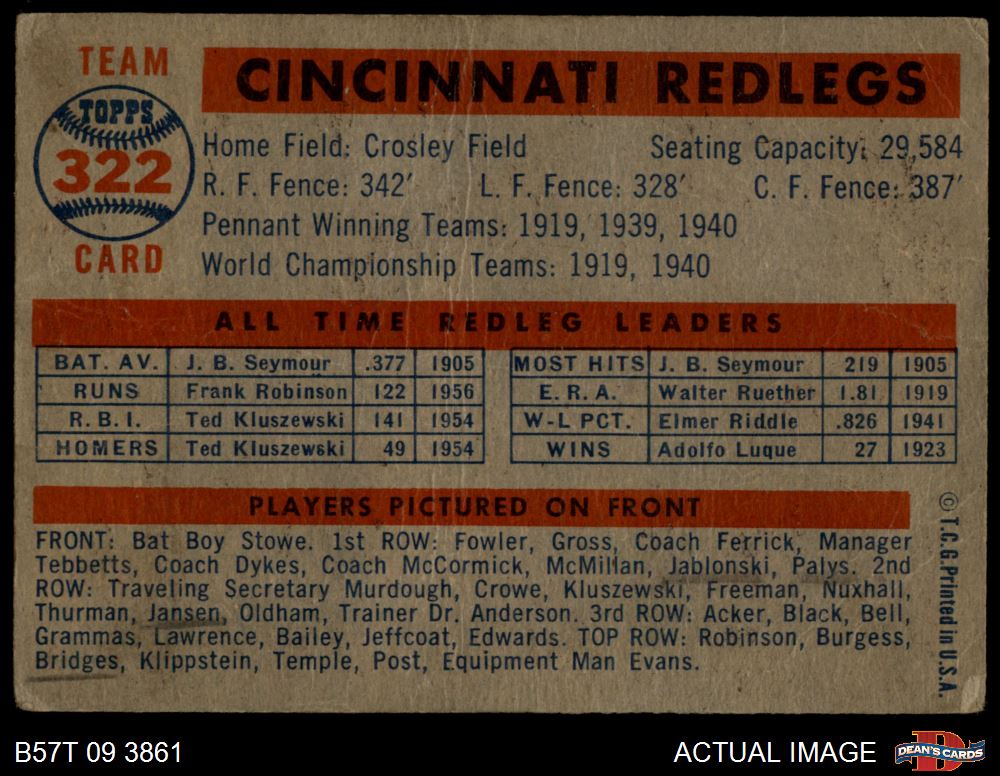 TEAM
TOPPS
322
CARD
CINCINNATI REDLEGS
Home Field: Crosley Field Seating Capacity: 29,584
R. F. Fence: 342′ L. F. Fence: 328′ C. F. Fence: 387′
Pennant Winning Teams: 1919, 1939, 1940
World Championship Teams: 1919, 1940
ALL TIME REDLEG LEADERS
BAT. AV. J. B. Seymour .377 1905 MOST HITS J. B. Seymour 219 1905
RUNS Frank Robinson 122 1956 E. R. A. Walter Ruether 1.81 1919
R. B. I. Ted Kluszewski 141 1954 W-L PCT. Elmer Riddle .826 1941
HOMERS Ted Kluszewski 49 1954 WINS Adolfo Luque 27 1923
PLAYERS PICTURED ON FRONT
FRONT: Bat Boy Stowe. 1st ROW: Fowler, Gross, Coach Ferrick, Manager
Tebbetts, Coach Dykes, Coach McCormick, McMillan, Jablonski, Palys. 2nd
ROW: Traveling Secretary Murdough, Crowe, Kluszewski, Freeman, Nuxhall,
Thurman, Jansen, Oldham, Trainer Dr. Anderson. 3rd ROW: Acker, Black, Bell,
Grammas, Lawrence, Bailey, Jeffcoat, Edwards. TOP ROW: Robinson, Burgess,
Bridges, Klippstein, Temple, Post, Equipment Man Evans.
© T.C.G. Printed in U.S.A.
B57T 09 3861 ACTUAL IMAGE DEAN'S CARDS